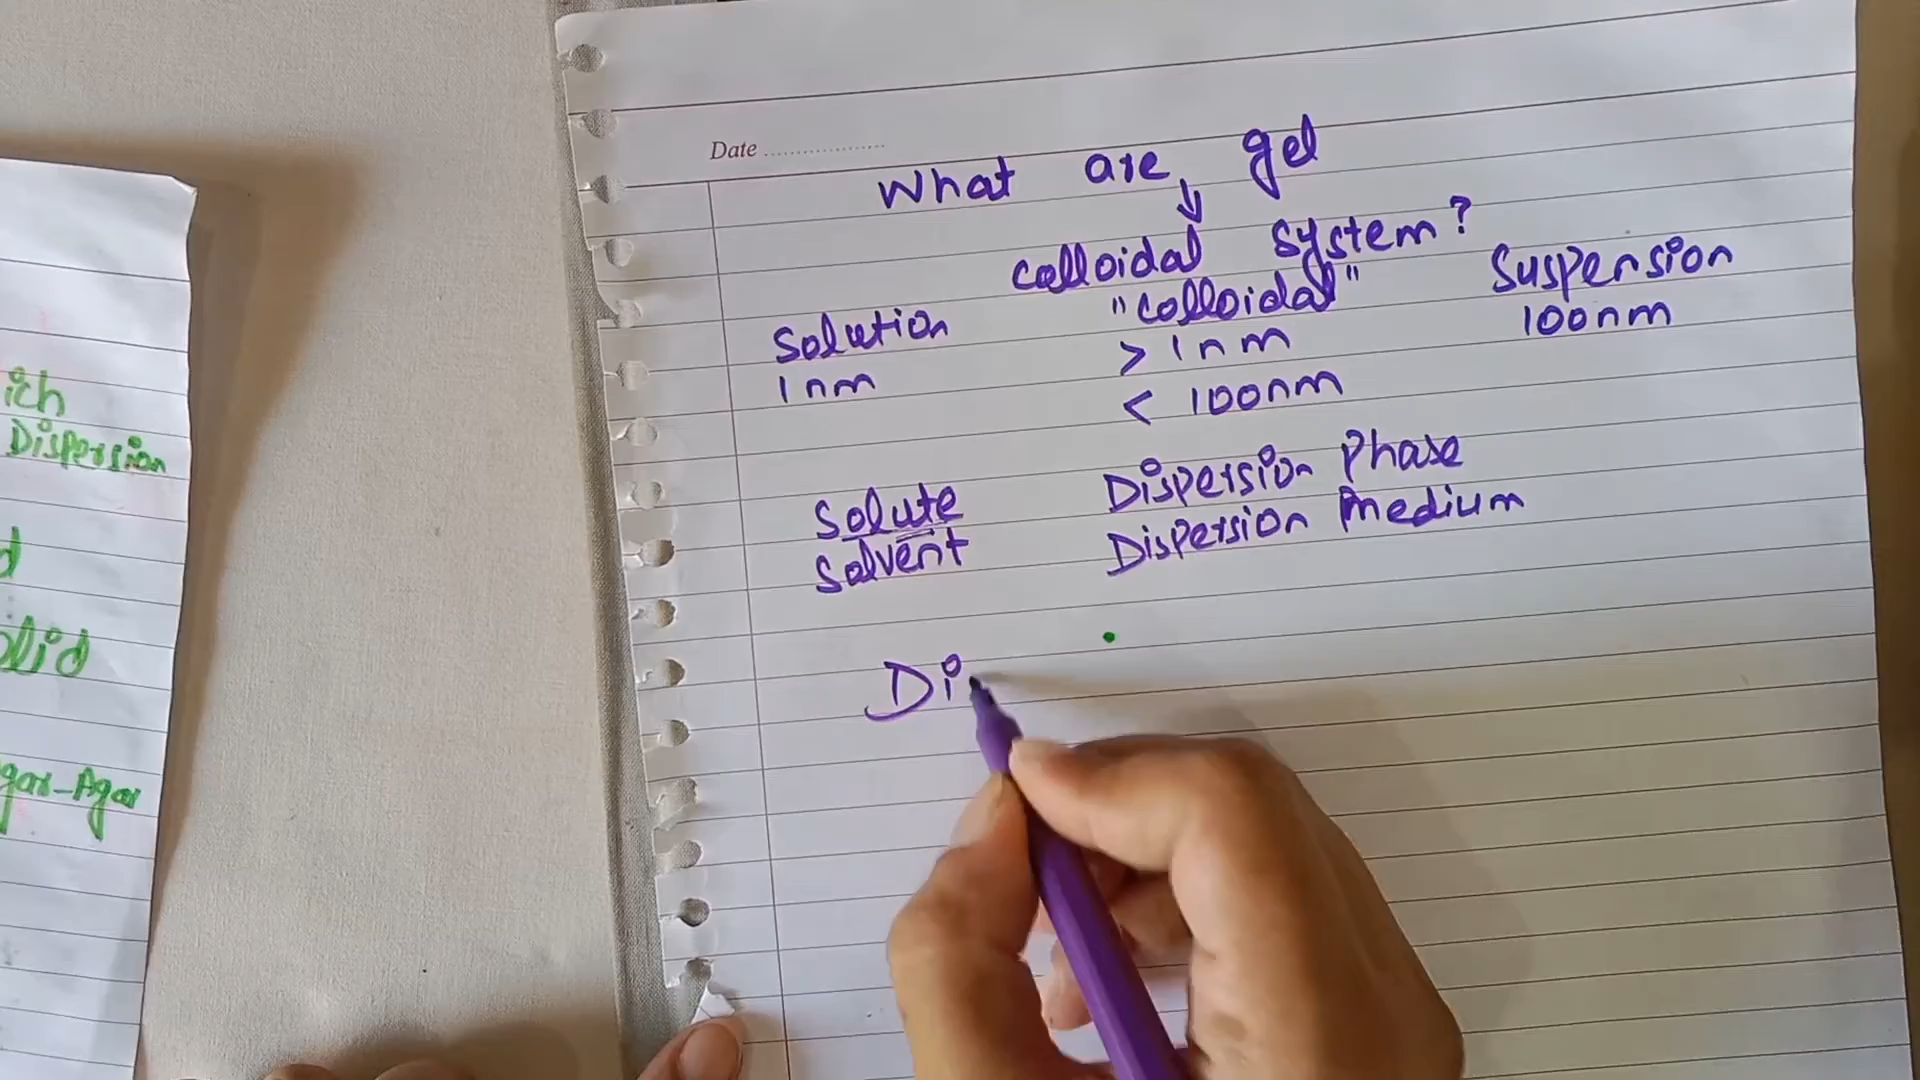 Date
What are gel
colloidal system?
Solution "colloidal" Suspension
1nm > 1nm 100nm
< 100nm
Solute Dispersion Phase
Solvent Dispersion Medium
Di
ich
Dispersion
d
olid
gar-Agar